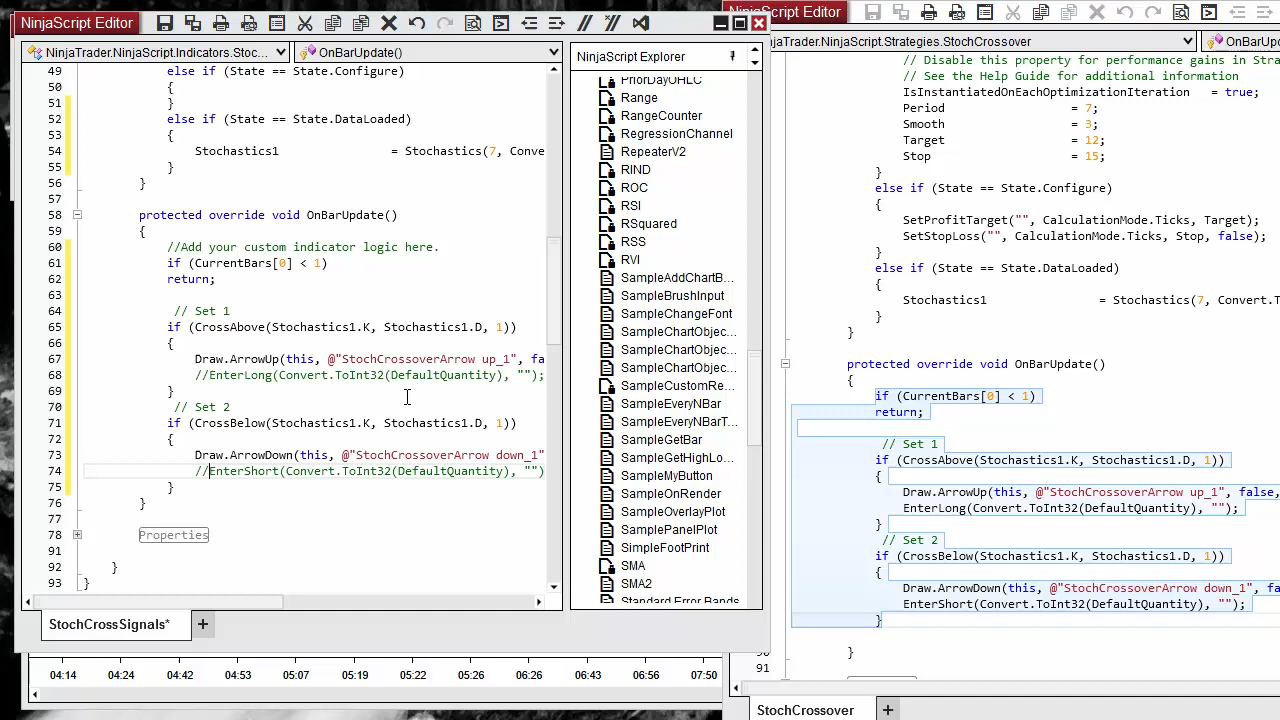 NinjaScript Editor
NinjaTrader.NinjaScript.Indicators.Stoc...
OnBarUpdate()
49 else if (State == State.Configure)
50 {
51 }
52 else if (State == State.DataLoaded)
53 {
54 Stochastics1 = Stochastics(7, Conve
55 }
56 }
57
58 protected override void OnBarUpdate()
59 {
60 //Add your custom indicator logic here.
61 if (CurrentBars[0] < 1)
62 return;
63
64 // Set 1
65 if (CrossAbove(Stochastics1.K, Stochastics1.D, 1))
66 {
67 Draw.ArrowUp(this, @"StochCrossoverArrow up_1", fa
68 //EnterLong(Convert.ToInt32(DefaultQuantity), "");
69 }
70 // Set 2
71 if (CrossBelow(Stochastics1.K, Stochastics1.D, 1))
72 {
73 Draw.ArrowDown(this, @"StochCrossoverArrow down_1"
74 //EnterShort(Convert.ToInt32(DefaultQuantity), "")
75 }
76 }
77
78 Properties
91
92 }
93 }
StochCrossSignals*
+
NinjaScript Explorer
PriorDayOHLC
Range
RangeCounter
RegressionChannel
RepeaterV2
RIND
ROC
RSI
RSquared
RSS
RVI
SampleAddChartB...
SampleBrushInput
SampleChangeFont
SampleChartObjec...
SampleChartObjec...
SampleChartObjec...
SampleCustomRe...
SampleEveryNBar
SampleEveryNBarT...
SampleGetBar
SampleGetHighLo...
SampleMyButton
SampleOnRender
SampleOverlayPlot
SamplePanelPlot
SimpleFootPrint
SMA
SMA2
Standard Error Bands
04:14 04:24 04:42 04:53 05:07 05:19 05:28 05:37 06:26 06:43 06:56 07:50
NinjaScript Editor
jaTrader.NinjaScript.Strategies.StochCrossover
OnBarUp
// Disable this property for performance gains in Stra
// See the Help Guide for additional information
IsInstantiatedOnEachOptimizationIteration = true;
Period = 7;
Smooth = 3;
Target = 12;
Stop = 15;
}
else if (State == State.Configure)
{
SetProfitTarget("", CalculationMode.Ticks, Target);
SetStopLoss("", CalculationMode.Ticks, Stop, false);
}
else if (State == State.DataLoaded)
{
Stochastics1 = Stochastics(7, Convert.T
}
}
protected override void OnBarUpdate()
{
if (CurrentBars[0] < 1)
return;
// Set 1
if (CrossAbove(Stochastics1.K, Stochastics1.D, 1))
{
Draw.ArrowUp(this, @"StochCrossoverArrow up_1", false,
EnterLong(Convert.ToInt32(DefaultQuantity), "");
}
// Set 2
if (CrossBelow(Stochastics1.K, Stochastics1.D, 1))
{
Draw.ArrowDown(this, @"StochCrossoverArrow down_1", fa
EnterShort(Convert.ToInt32(DefaultQuantity), "");
}
}
91
StochCrossover
+